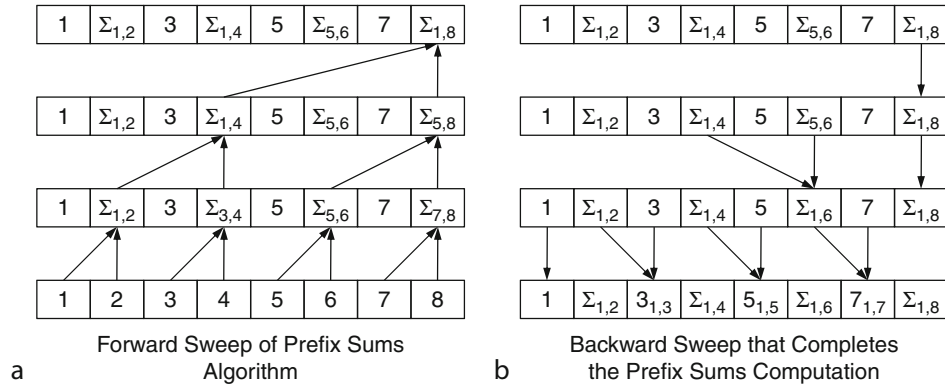 1 Σ1,2 3 Σ1,4 5 Σ5,6 7 Σ1,8
1 Σ1,2 3 Σ1,4 5 Σ5,6 7 Σ5,8
1 Σ1,2 3 Σ3,4 5 Σ5,6 7 Σ7,8
1 2 3 4 5 6 7 8
a
Forward Sweep of Prefix Sums
Algorithm
1 Σ1,2 3 Σ1,4 5 Σ5,6 7 Σ1,8
1 Σ1,2 3 Σ1,4 5 Σ5,6 7 Σ1,8
1 Σ1,2 3 Σ1,4 5 Σ1,6 7 Σ1,8
1 Σ1,2 31,3 Σ1,4 51,5 Σ1,6 71,7 Σ1,8
b
Backward Sweep that Completes
the Prefix Sums Computation